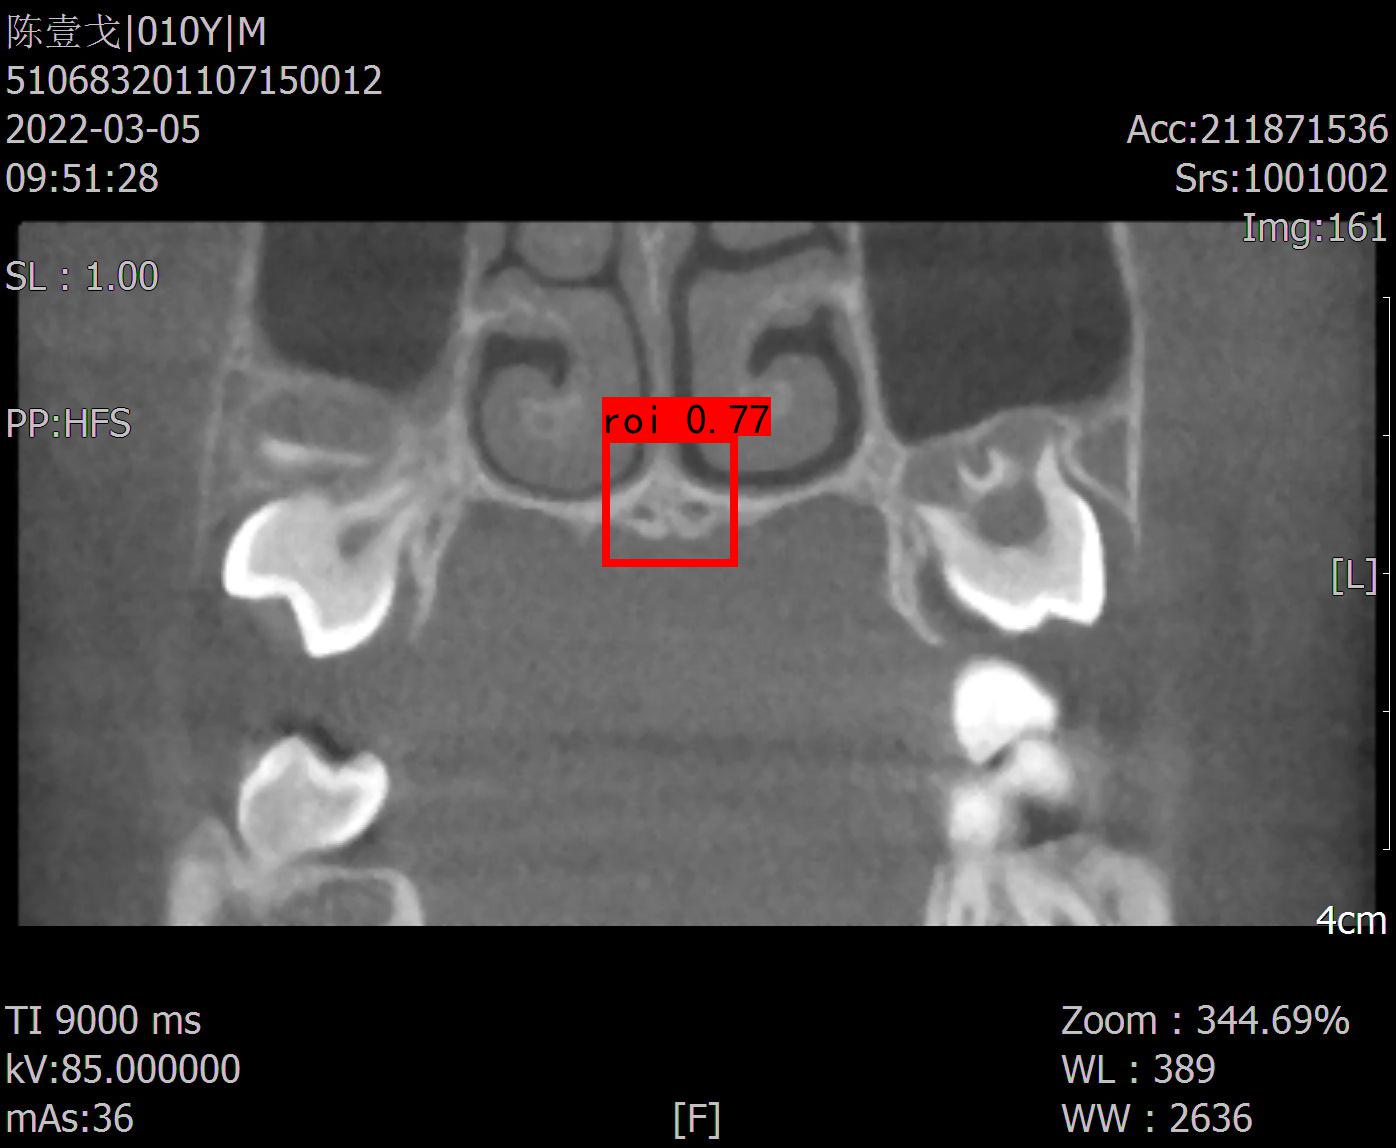 陈壹戈|010Y|M
510683201107150012
2022-03-05
09:51:28
Acc:211871536
Srs:1001002
Img:161
SL : 1.00
PP:HFS
roi 0.77
[L]
4cm
TI 9000 ms
kV:85.000000
mAs:36
[F]
Zoom : 344.69%
WL : 389
WW : 2636